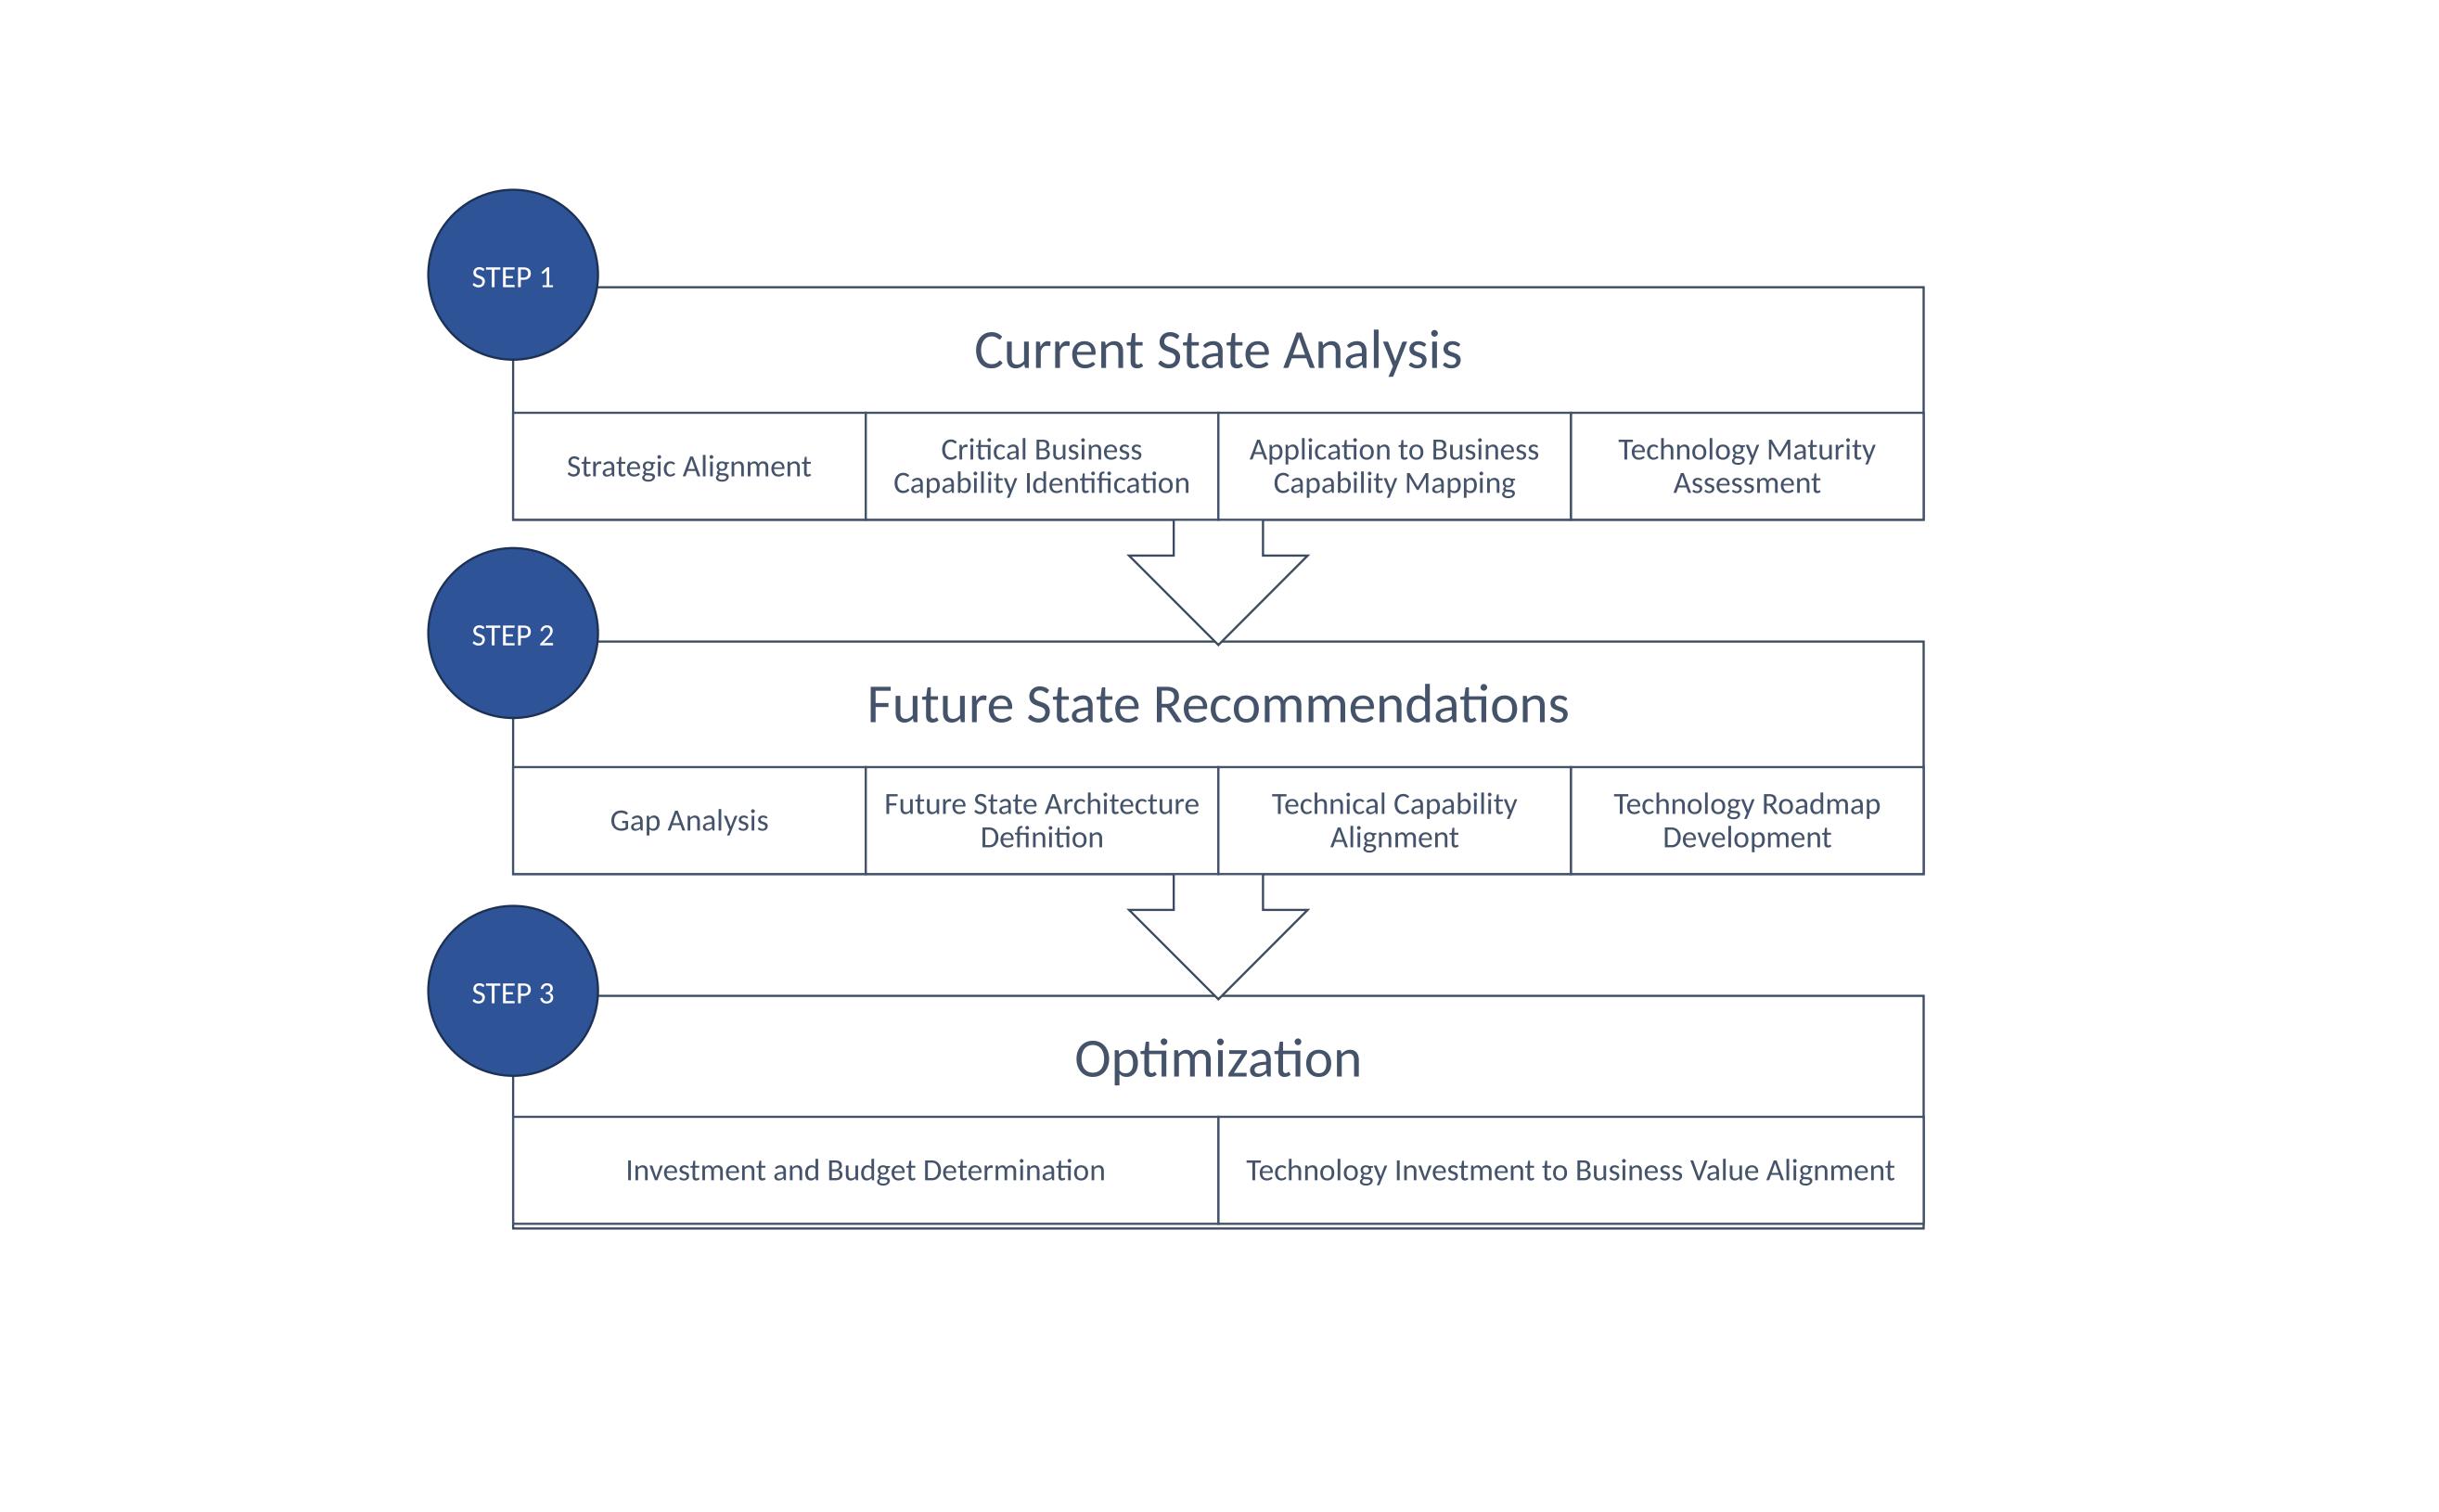 STEP 1
Current State Analysis
Strategic Alignment
Critical Business
Capability Identification
Application to Business
Capability Mapping
Technology Maturity
Assessment
STEP 2
Future State Recommendations
Gap Analysis
Future State Architecture
Definition
Technical Capability
Alignment
Technology Roadmap
Development
STEP 3
Optimization
Investment and Budget Determination
Technology Investment to Business Value Alignment